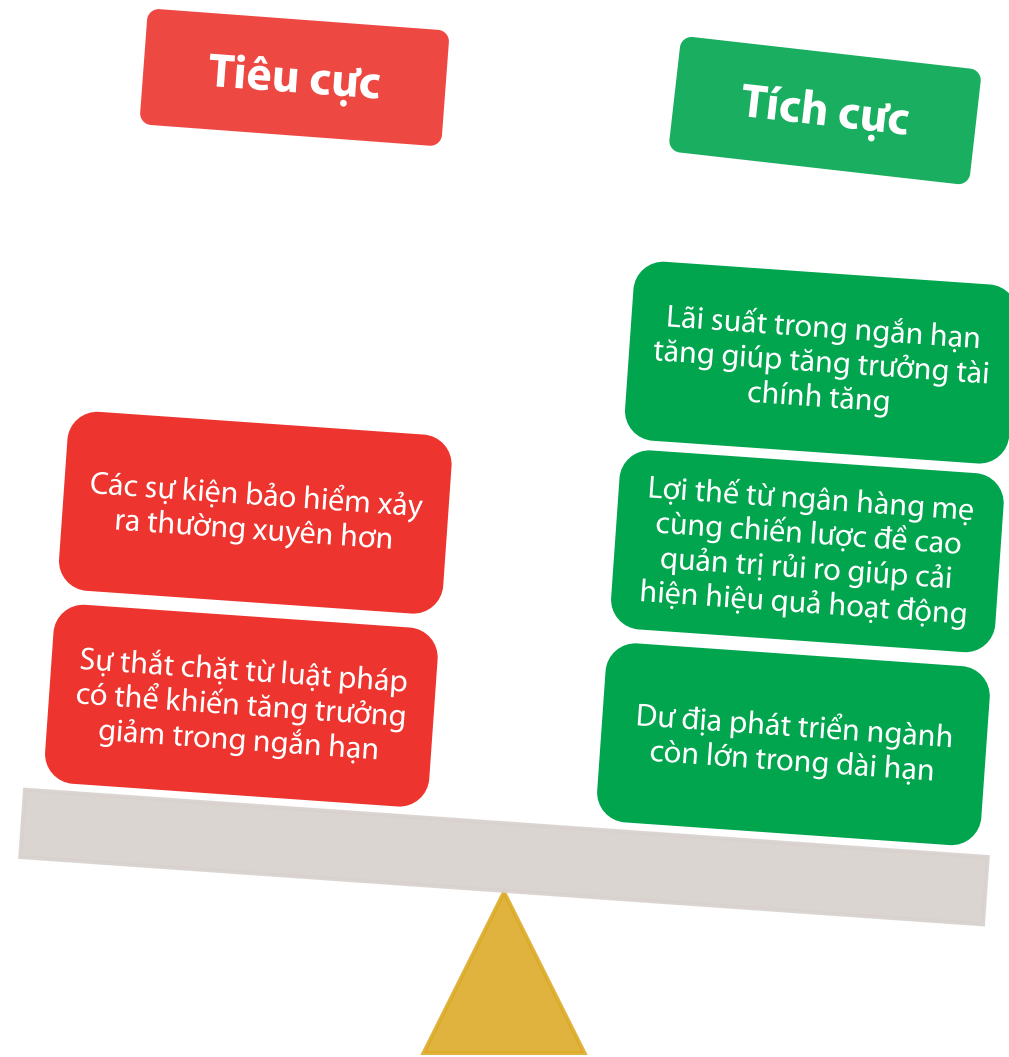 Tiêu cực
Tích cực
Các sự kiện bảo hiểm xảy
ra thường xuyên hơn
Sự thắt chặt từ luật pháp
có thể khiến tăng trưởng
giảm trong ngắn hạn
Lãi suất trong ngắn hạn
tăng giúp tăng trưởng tài
chính tăng
Lợi thế từ ngân hàng mẹ
cùng chiến lược đề cao
quản trị rủi ro giúp cải
hiện hiệu quả hoạt động
Dư địa phát triển ngành
còn lớn trong dài hạn